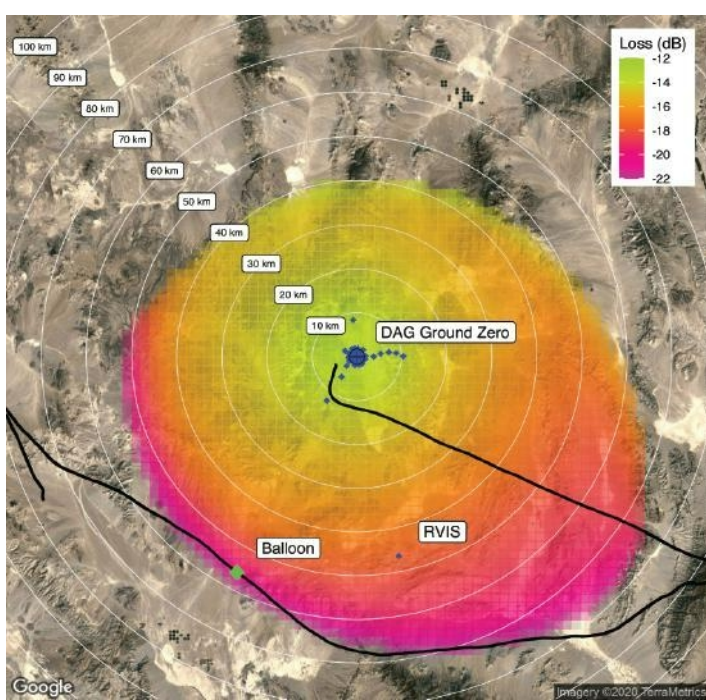 100 km
90 km
80 km
70 km
60 km
50 km
40 km
30 km
20 km
10 km
Loss (dB)
-12
-14
-16
-18
-20
-22
DAG Ground Zero
RVIS
Balloon
Google
Imagery ©2020 TerraMetrics